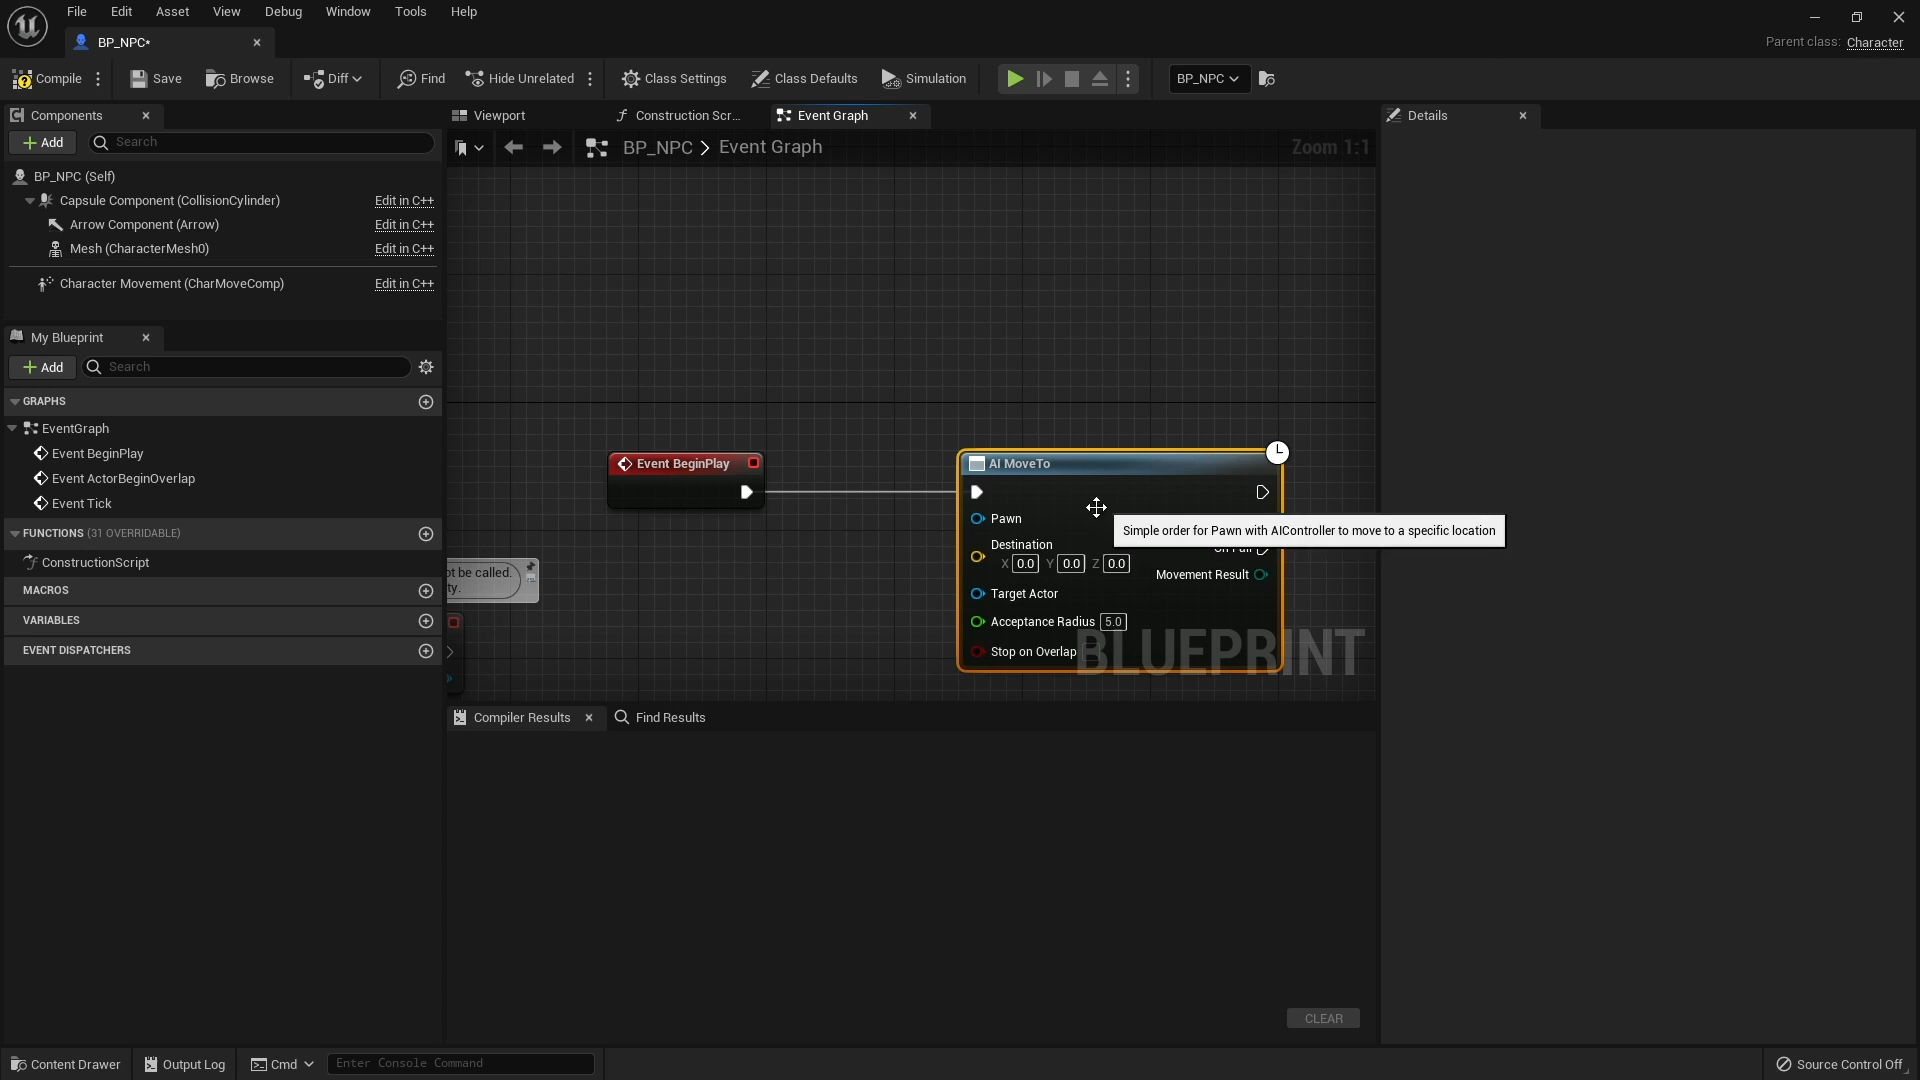 File Edit Asset View Debug Window Tools Help
BP_NPC*
Parent class: Character
Compile Save Browse Diff Find Hide Unrelated Class Settings Class Defaults Simulation BP_NPC
Components
Add Search
BP_NPC (Self)
Capsule Component (CollisionCylinder) Edit in C++
Arrow Component (Arrow) Edit in C++
Mesh (CharacterMesh0) Edit in C++
Character Movement (CharMoveComp) Edit in C++
My Blueprint
Add Search
GRAPHS
EventGraph
Event BeginPlay
Event ActorBeginOverlap
Event Tick
FUNCTIONS (31 OVERRIDABLE)
ConstructionScript
MACROS
VARIABLES
EVENT DISPATCHERS
Viewport Construction Scr... Event Graph
BP_NPC > Event Graph Zoom 1:1
Event BeginPlay
ot be called.
ty.
AI MoveTo
Pawn
Destination
X 0.0 Y 0.0 Z 0.0
Target Actor
Acceptance Radius 5.0
Stop on Overlap
On Fail
Movement Result
Simple order for Pawn with AIController to move to a specific location
BLUEPRINT
Details
Compiler Results Find Results
CLEAR
Content Drawer Output Log Cmd Enter Console Command Source Control Off